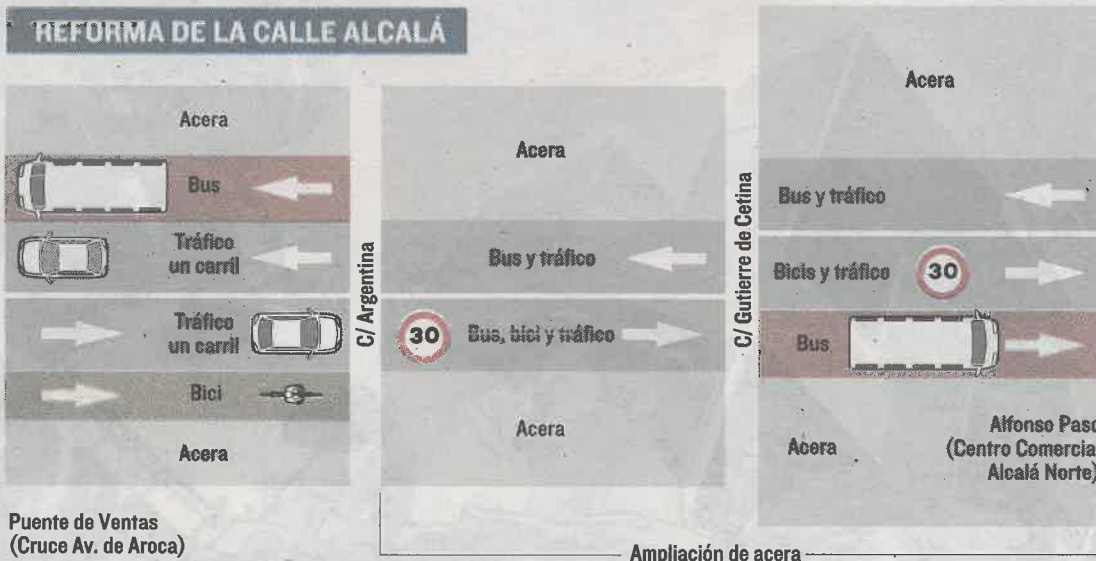 REFORMA DE LA CALLE ALCALÁ
Acera
Bus
Tráfico
un carril
Tráfico
un carril
Bici
Acera
Puente de Ventas
(Cruce Av. de Aroca)
C/ Argentina
Acera
Bus y tráfico
30
Bus, bici y tráfico
Acera
C/ Gutierre de Cetina
Acera
Bus y tráfico
Bicis y tráfico
30
Bus
Acera
Alfonso Paso
(Centro Comercial
Alcalá Norte)
Ampliación de acera